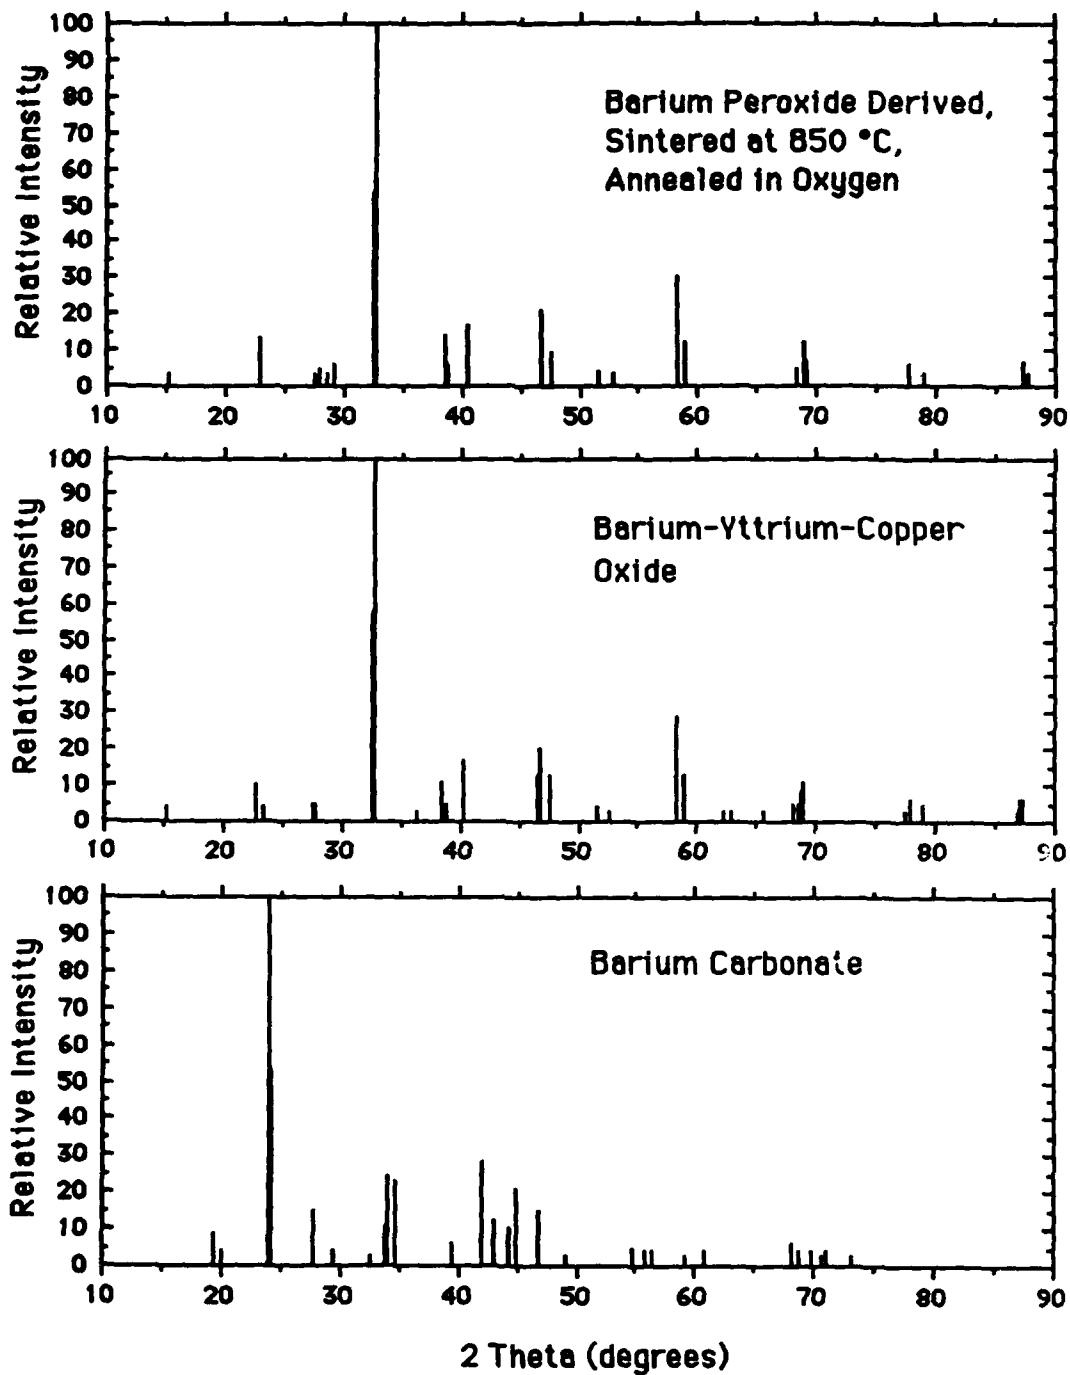 Relative Intensity
100
90
80
70
60
50
40
30
20
10
0
10 20 30 40 50 60 70 80 90
Barium Peroxide Derived,
Sintered at 850 °C,
Annealed in Oxygen
Relative Intensity
100
90
80
70
60
50
40
30
20
10
0
10 20 30 40 50 60 70 80 90
Barium-Yttrium-Copper
Oxide
Relative Intensity
100
90
80
70
60
50
40
30
20
10
0
10 20 30 40 50 60 70 80 90
Barium Carbonate
2 Theta (degrees)